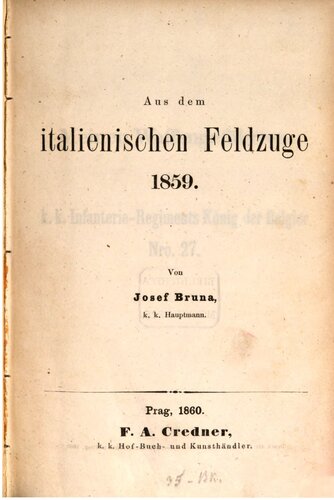 Aus dem
italienischen Feldzuge
1859.
k. k. Infanterie-Regiments König der Belgier
Nro. 27.
Von
Josef Bruna,
k. k. Hauptmann.
Prag, 1860.
F. A. Credner,
k. k. Hof-Buch- und Kunsthändler.